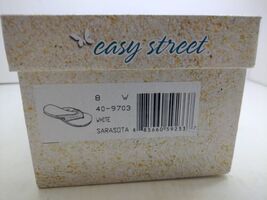 easy street
8 W
40-9703
WHITE
SARASOTA